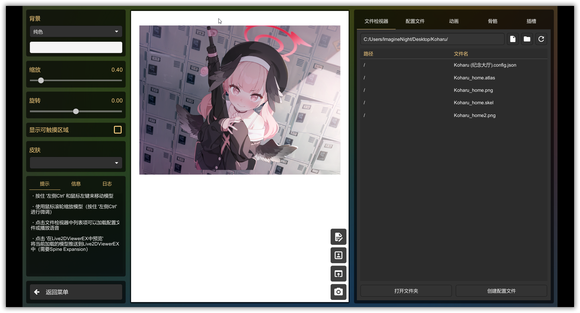 背景
纯色
缩放 0.40
旋转 0.00
显示可触摸区域
皮肤
提示 信息 日志
· 按住 '左侧Ctrl' 和鼠标左键来移动模型
· 使用鼠标滚轮缩放模型（按住 '左侧Ctrl'
进行微调）
· 点击文件检视器中列表项可以加载配置文
件或播放语音
· 点击 '在Live2DViewerEX中预览'
将当前加载的模型推送到Live2DViewerEX
中（需要Spine Expansion）
返回菜单
文件检视器 配置文件 动画 骨骼 插槽
C:/Users/ImagineNight/Desktop/Koharu/
路径 文件名
/ Koharu (纪念大厅).config.json
/ Koharu_home.atlas
/ Koharu_home.png
/ Koharu_home.skel
/ Koharu_home2.png
打开文件夹 创建配置文件